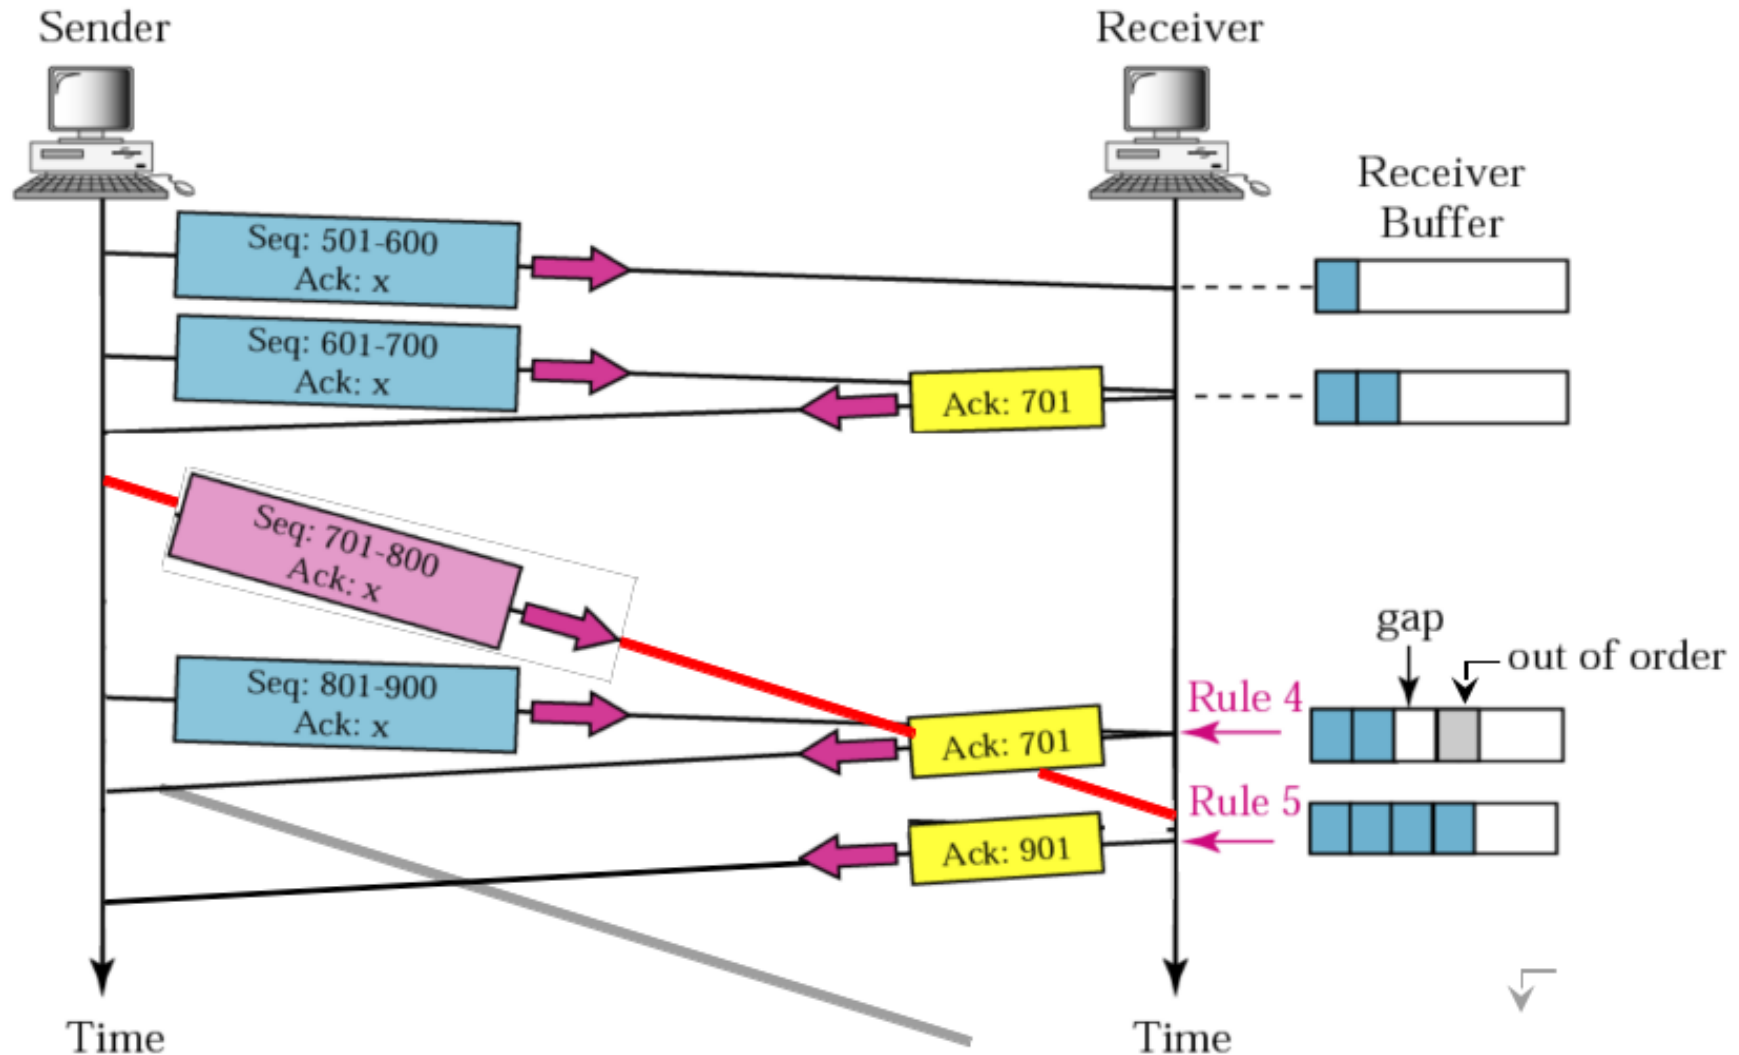 Sender
Receiver
Receiver
Buffer
Seq: 501-600
Ack: x
Seq: 601-700
Ack: x
Ack: 701
Seq: 701-800
Ack: x
gap
out of order
Seq: 801-900
Ack: x
Ack: 701
Rule 4
Rule 5
Ack: 901
Time
Time